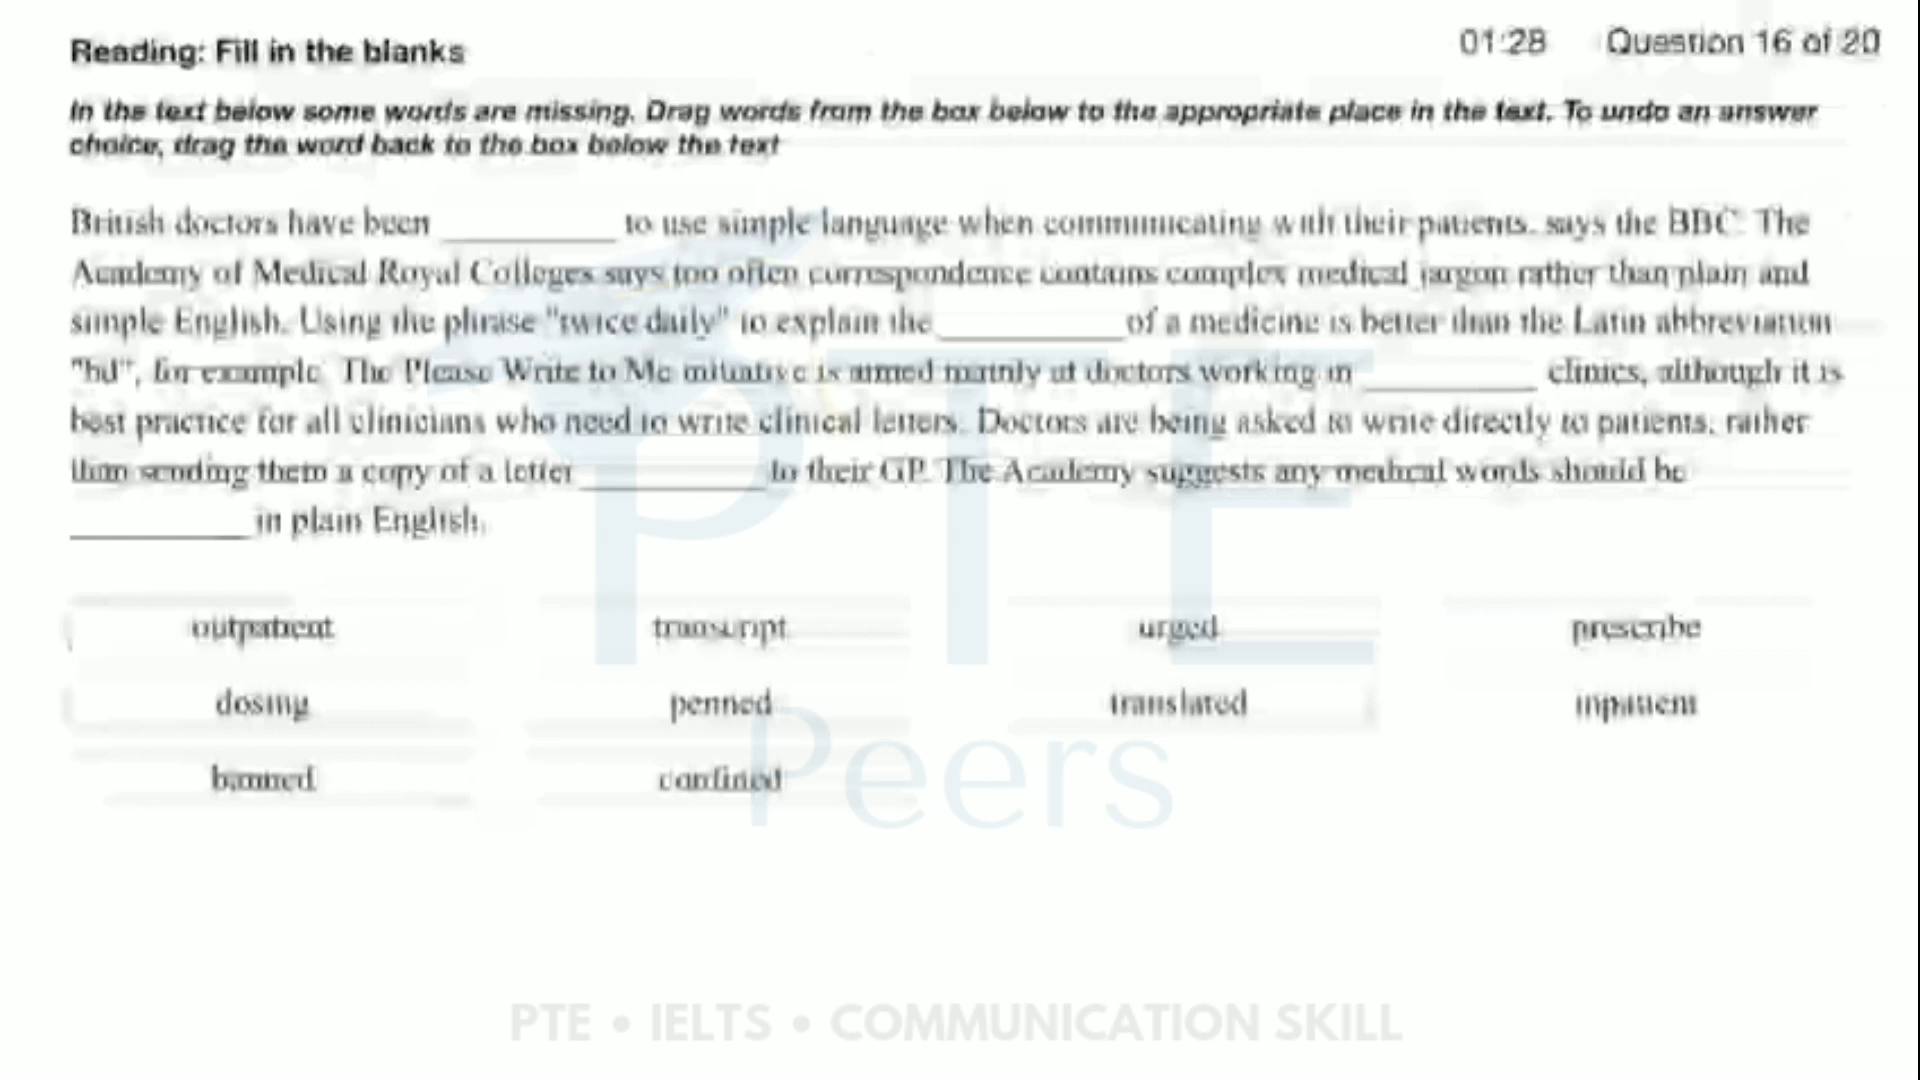 Reading: Fill in the blanks
01:28 Question 16 of 20
In the text below some words are missing. Drag words from the box below to the appropriate place in the text. To undo an answer
choice, drag the word back to the box below the text
British doctors have been __________ to use simple language when communicating with their patients, says the BBC. The
Academy of Medical Royal Colleges says too often correspondence contains complex medical jargon rather than plain and
simple English. Using the phrase "twice daily" to explain the __________ of a medicine is better than the Latin abbreviation
"bd", for example. The Please Write to Me initiative is aimed mainly at doctors working in __________ clinics, although it is
best practice for all clinicians who need to write clinical letters. Doctors are being asked to write directly to patients, rather
than sending them a copy of a letter __________ to their GP. The Academy suggests any medical words should be
__________ in plain English.
outpatient transcript urged prescribe
dosing penned translated inpatient
banned confined
PTE
Peers
PTE • IELTS • COMMUNICATION SKILL